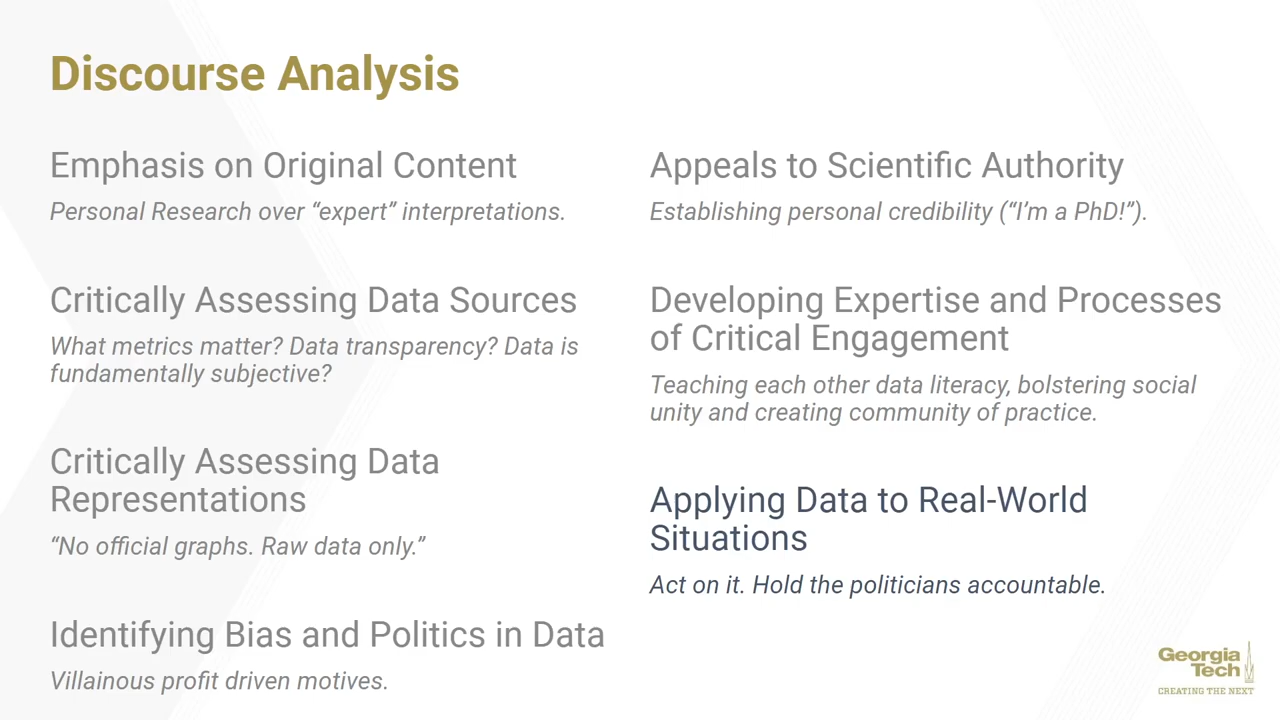 Discourse Analysis
Emphasis on Original Content
Personal Research over “expert” interpretations.
Critically Assessing Data Sources
What metrics matter? Data transparency? Data is
fundamentally subjective?
Critically Assessing Data
Representations
“No official graphs. Raw data only.”
Identifying Bias and Politics in Data
Villainous profit driven motives.
Appeals to Scientific Authority
Establishing personal credibility (“I’m a PhD!”).
Developing Expertise and Processes
of Critical Engagement
Teaching each other data literacy, bolstering social
unity and creating community of practice.
Applying Data to Real-World
Situations
Act on it. Hold the politicians accountable.
Georgia
Tech
CREATING THE NEXT